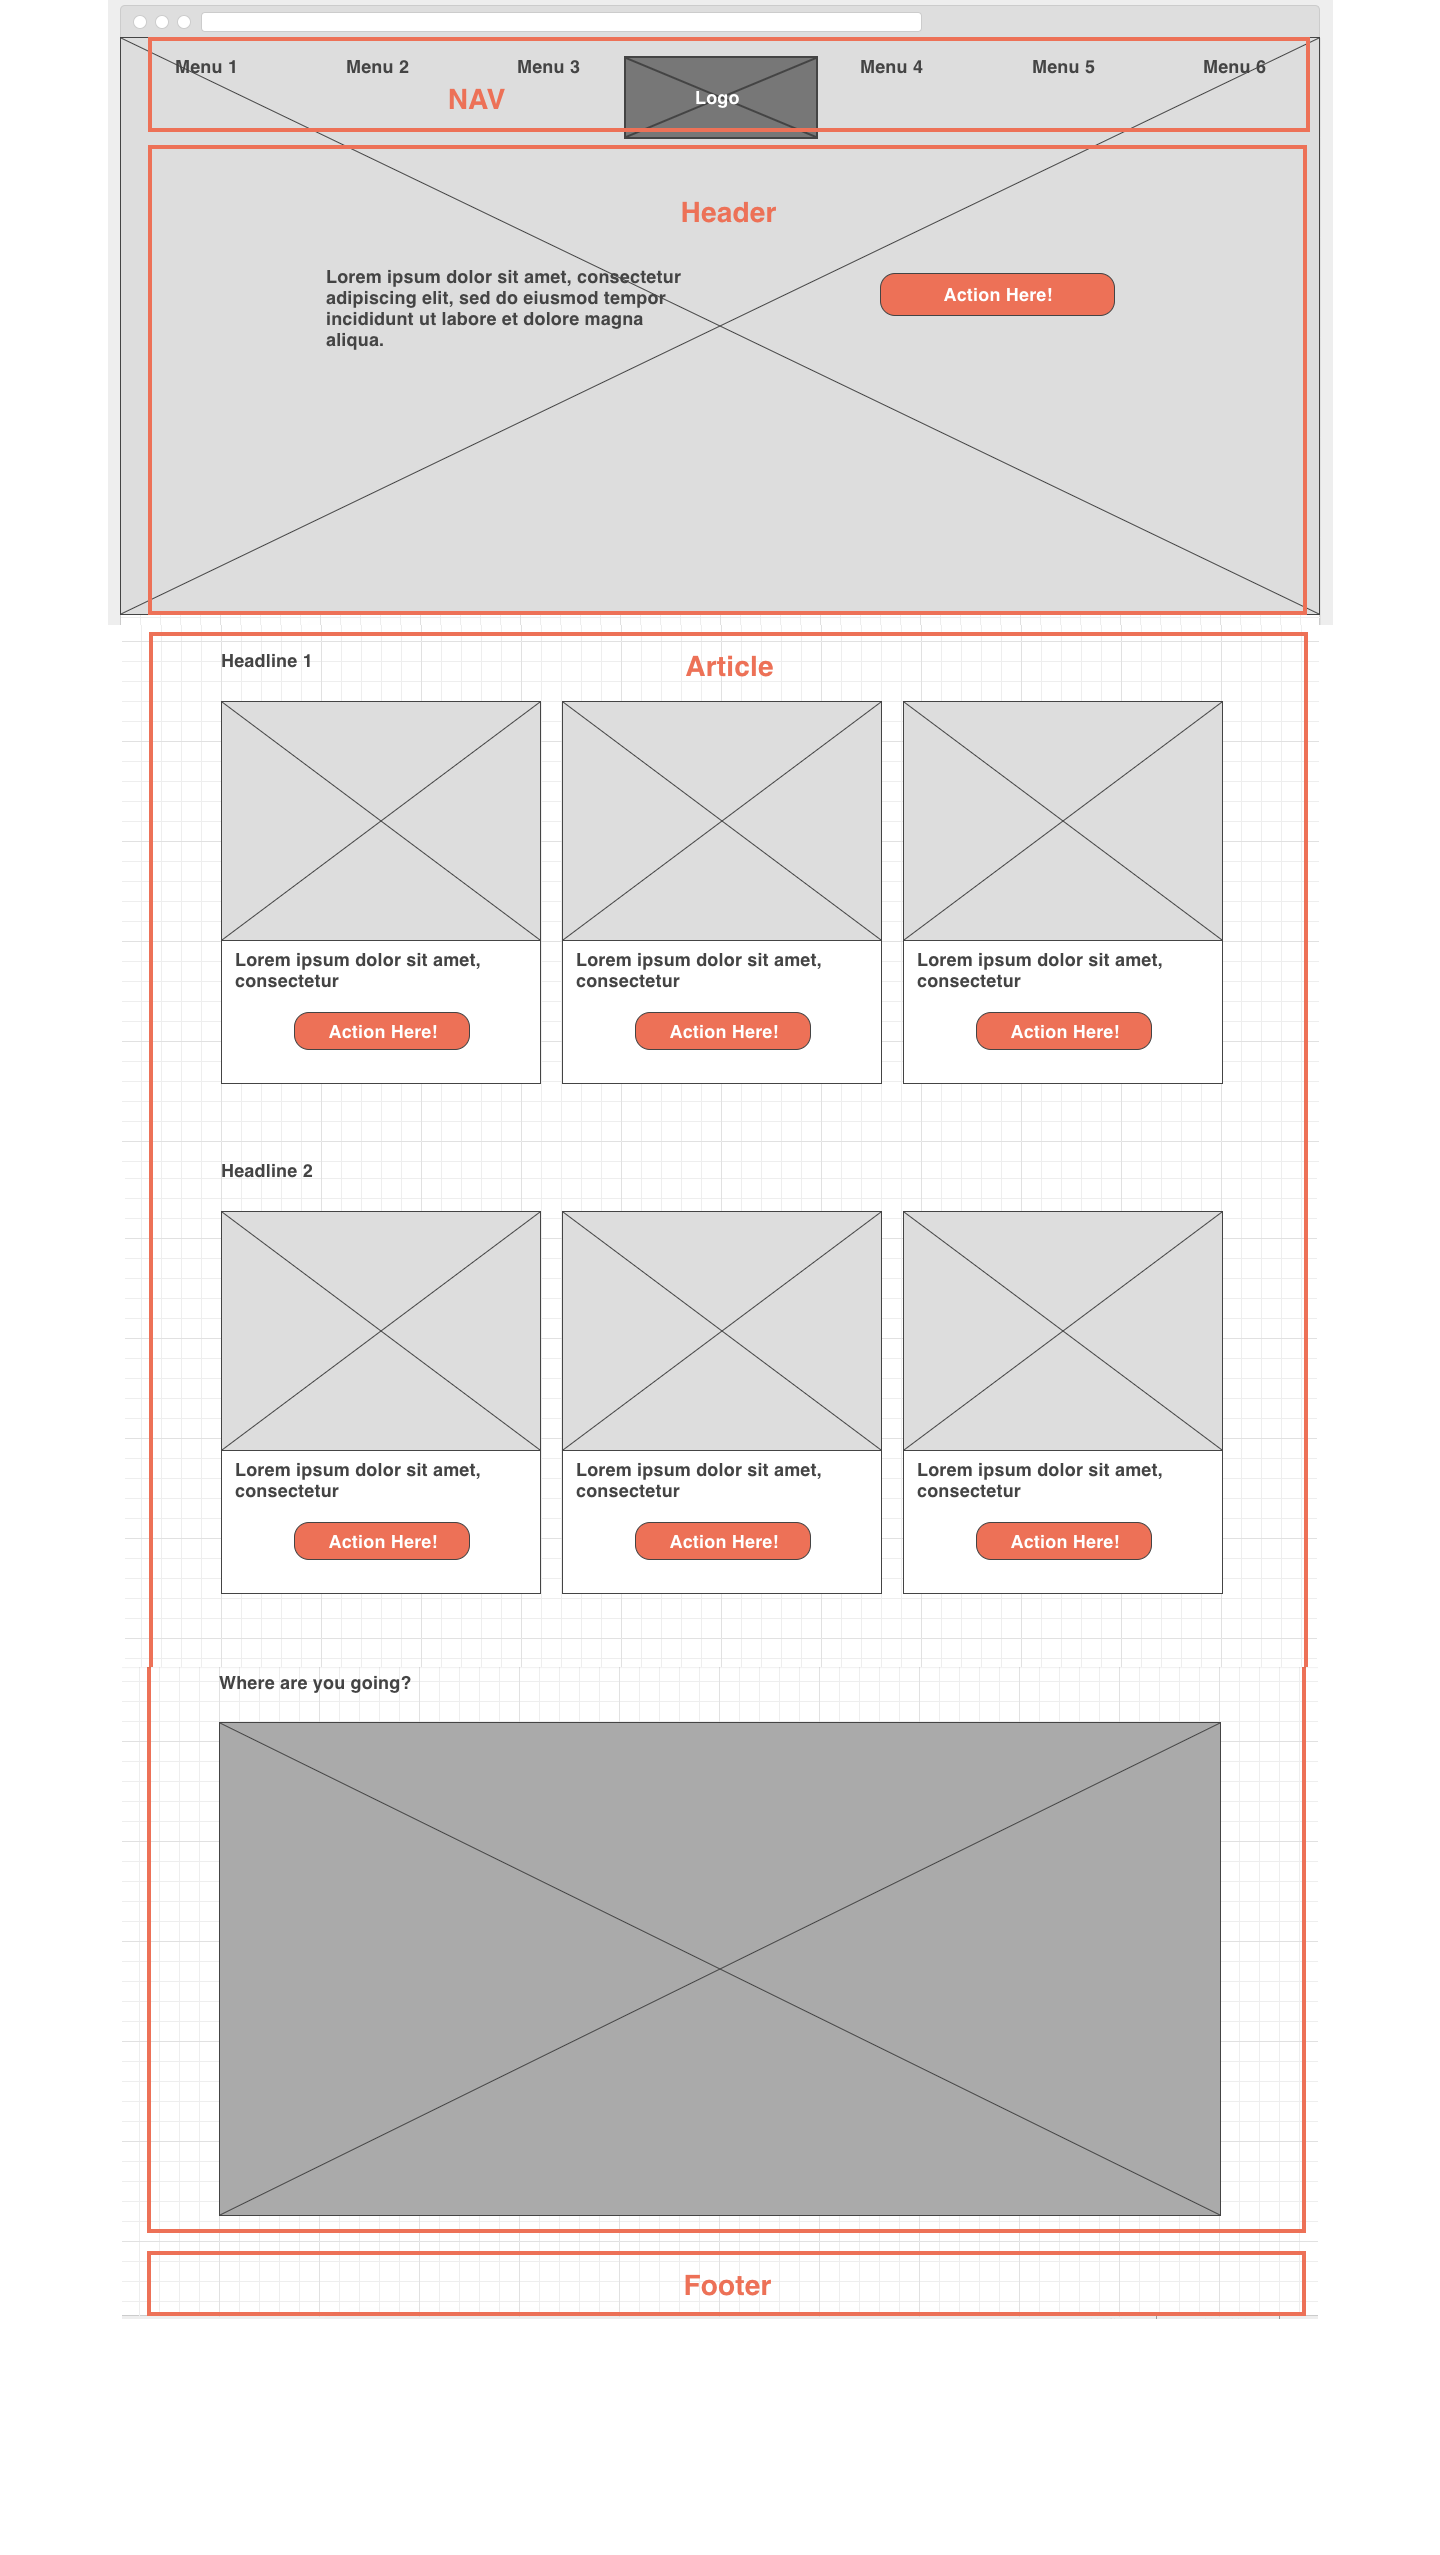 Menu 1
Menu 2
Menu 3
Logo
Menu 4
Menu 5
Menu 6
NAV
Header
Lorem ipsum dolor sit amet, consectetur
adipiscing elit, sed do eiusmod tempor
incididunt ut labore et dolore magna
aliqua.
Action Here!
Headline 1
Article
Lorem ipsum dolor sit amet,
consectetur
Action Here!
Lorem ipsum dolor sit amet,
consectetur
Action Here!
Lorem ipsum dolor sit amet,
consectetur
Action Here!
Headline 2
Lorem ipsum dolor sit amet,
consectetur
Action Here!
Lorem ipsum dolor sit amet,
consectetur
Action Here!
Lorem ipsum dolor sit amet,
consectetur
Action Here!
Where are you going?
Footer